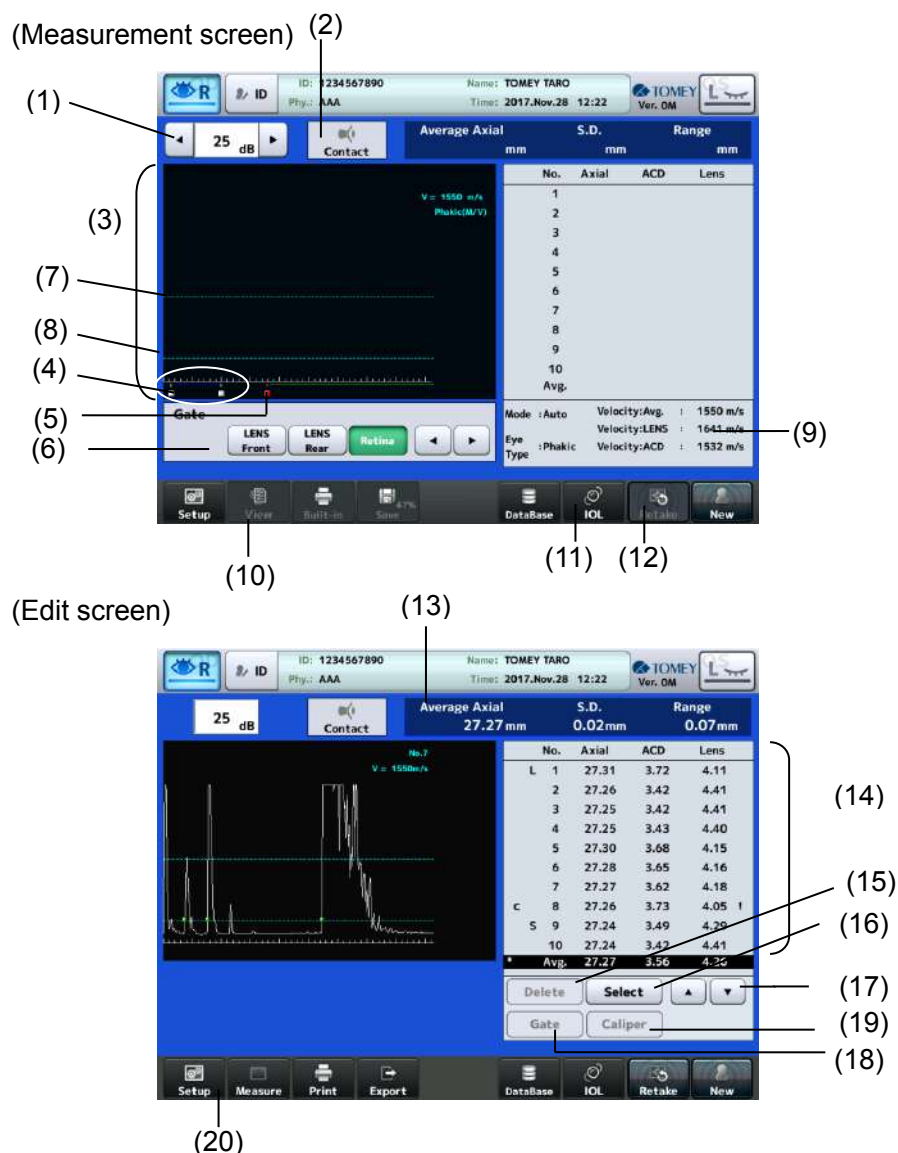 (Measurement screen) (2)
R ID ID: 1234567890 Name: TOMEY TARO TOMEY L
Phy.: AAA Time: 2017.Nov.28 12:22 Ver. 0M
(1)
25 dB Contact Average Axial S.D. Range
mm mm mm
(3)
V = 1550 m/s
Phakic(M/V)
No. Axial ACD Lens
1
2
3
4
5
6
7
8
9
10
Avg.
(7)
(8)
(4)
(5)
(6)
Gate
LENS Front LENS Rear Retina
Mode :Auto Velocity:Avg. : 1550 m/s
Velocity:LENS : 1641 m/s
Eye Type :Phakic Velocity:ACD : 1532 m/s
(9)
Setup View Built-in Save 47% DataBase IOL Retake New
(10) (11) (12)
(Edit screen) (13)
R ID ID: 1234567890 Name: TOMEY TARO TOMEY L
Phy.: AAA Time: 2017.Nov.28 12:22 Ver. 0M
25 dB Contact Average Axial S.D. Range
27.27 mm 0.02mm 0.07mm
No.7
V = 1550m/s
No. Axial ACD Lens
L 1 27.31 3.72 4.11
2 27.26 3.42 4.41
3 27.25 3.42 4.41
4 27.25 3.43 4.40
5 27.30 3.68 4.15
6 27.28 3.65 4.16
7 27.27 3.62 4.18
C 8 27.26 3.73 4.05 !
S 9 27.24 3.49 4.29
10 27.24 3.42 4.41
* Avg. 27.27 3.56
(14)
(15)
(16)
Delete Select
(17)
Gate Caliper
(19)
(18)
Setup Measure Print Export DataBase IOL Retake New
(20)